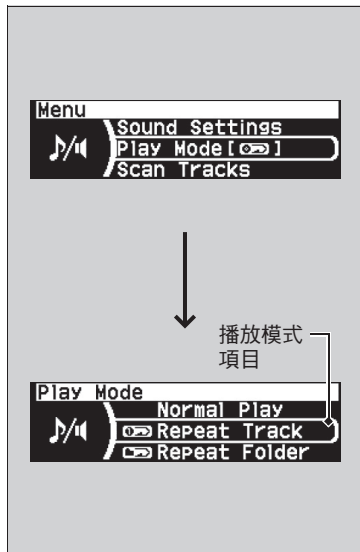 Menu
Sound Settings
Play Mode[ ]
Scan Tracks
播放模式
項目
Play Mode
Normal Play
Repeat Track
Repeat Folder